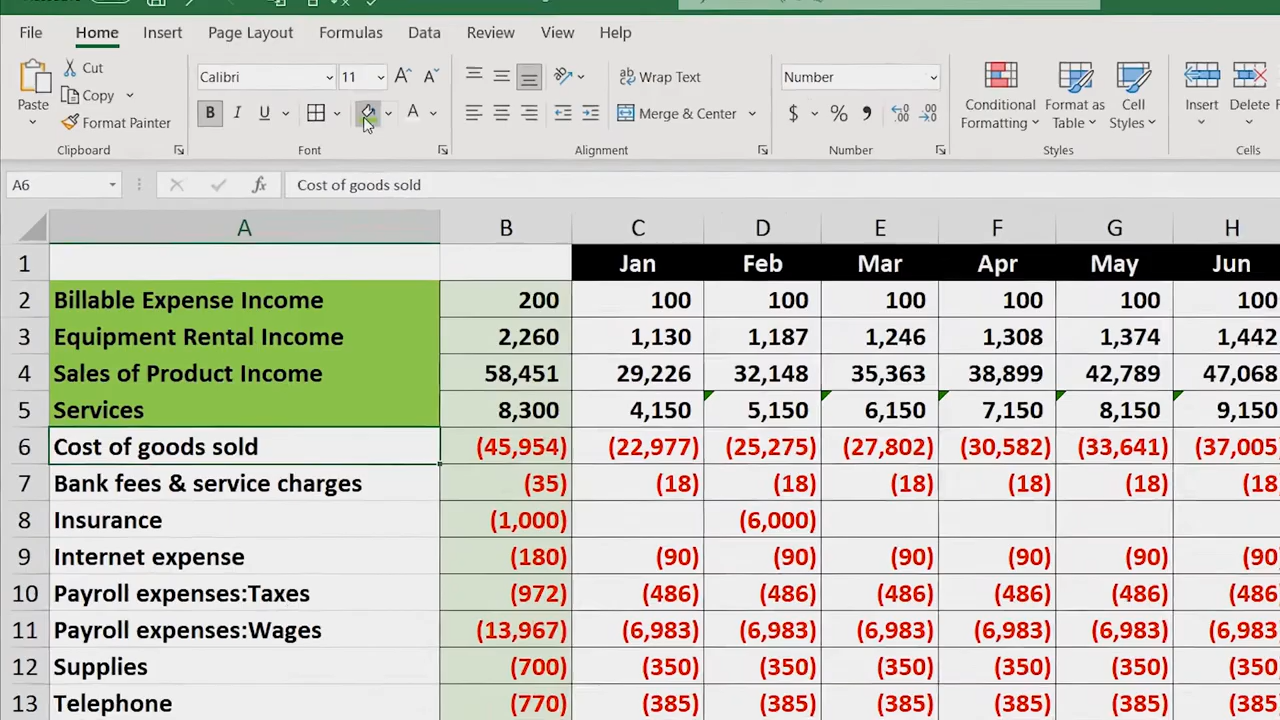 File Home Insert Page Layout Formulas Data Review View Help
Paste Cut Copy Format Painter Clipboard
Calibri 11 A A B I U A Font
ab Wrap Text Merge & Center Alignment
Number $ % , Number
Conditional Formatting Format as Table Cell Styles Styles
Insert Delete Cells
A6 fx Cost of goods sold
A B C D E F G H
1 Jan Feb Mar Apr May Jun
2 Billable Expense Income 200 100 100 100 100 100 100
3 Equipment Rental Income 2,260 1,130 1,187 1,246 1,308 1,374 1,442
4 Sales of Product Income 58,451 29,226 32,148 35,363 38,899 42,789 47,068
5 Services 8,300 4,150 5,150 6,150 7,150 8,150 9,150
6 Cost of goods sold (45,954) (22,977) (25,275) (27,802) (30,582) (33,641) (37,005
7 Bank fees & service charges (35) (18) (18) (18) (18) (18) (18
8 Insurance (1,000) (6,000)
9 Internet expense (180) (90) (90) (90) (90) (90) (90
10 Payroll expenses:Taxes (972) (486) (486) (486) (486) (486) (486
11 Payroll expenses:Wages (13,967) (6,983) (6,983) (6,983) (6,983) (6,983) (6,983
12 Supplies (700) (350) (350) (350) (350) (350) (350
13 Telephone (770) (385) (385) (385) (385) (385) (385